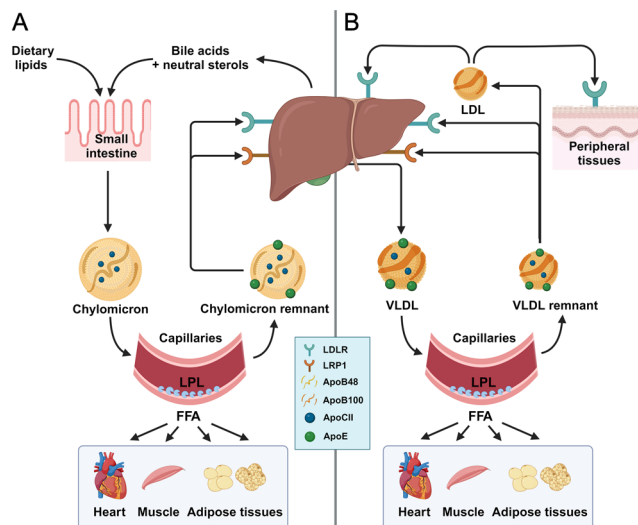 A
B
Dietary
lipids
Bile acids
+ neutral sterols
Small
intestine
LDL
Peripheral
tissues
Chylomicron
Chylomicron remnant
VLDL
VLDL remnant
Capillaries
LPL
FFA
Heart
Muscle
Adipose tissues
LDLR
LRP1
ApoB48
ApoB100
ApoCII
ApoE
Capillaries
LPL
FFA
Heart
Muscle
Adipose tissues